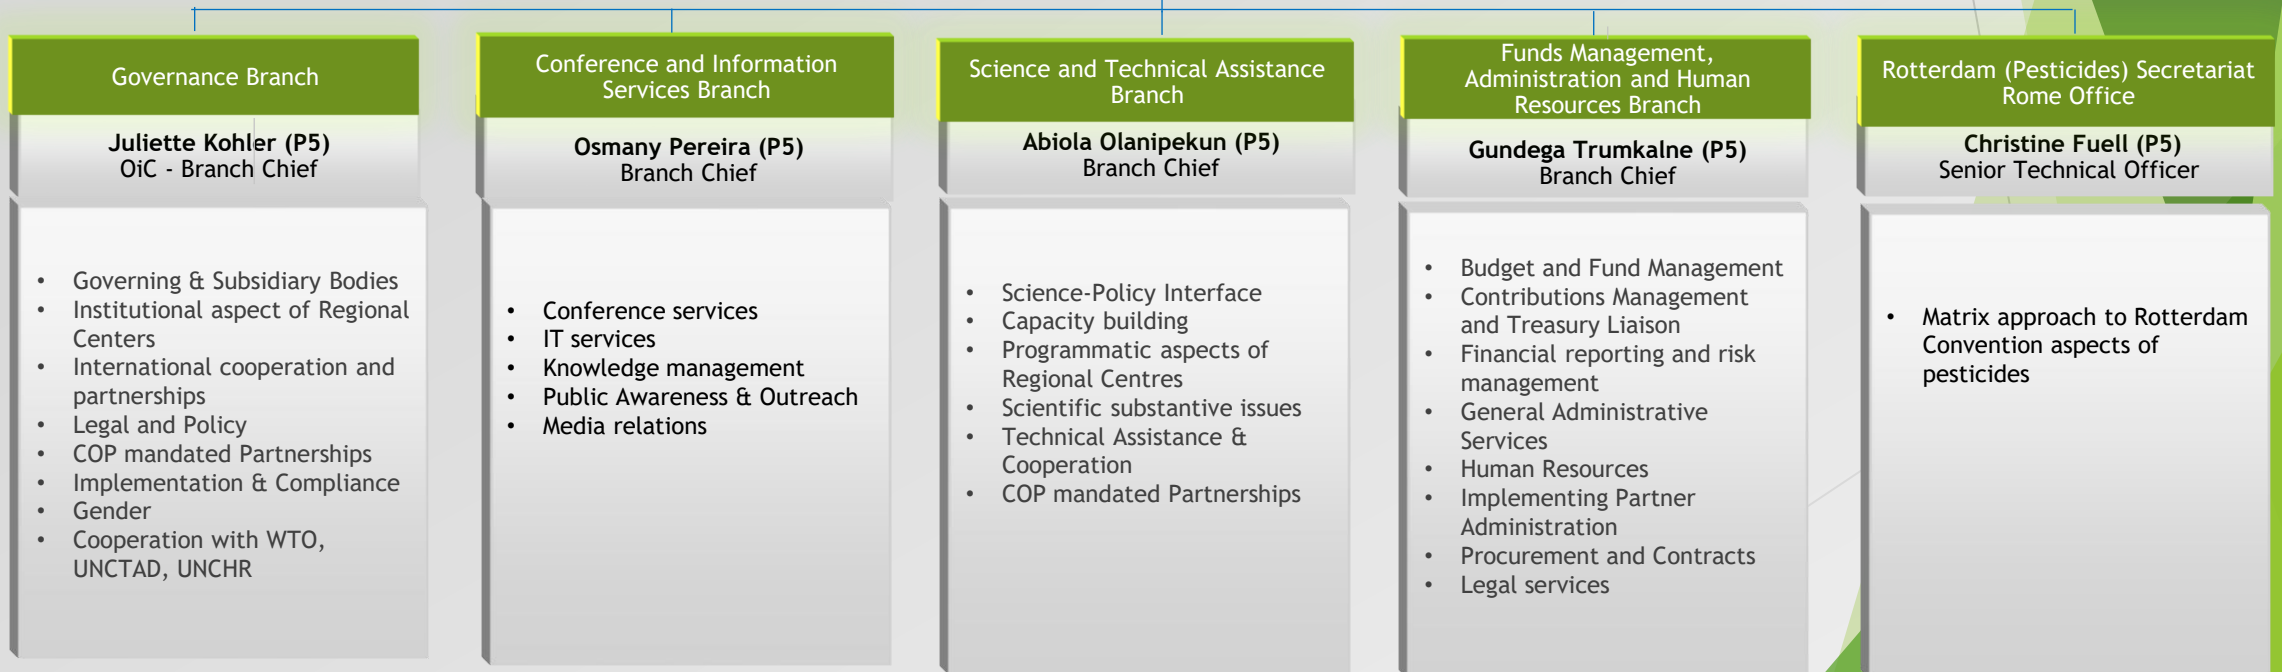 Governance Branch
Juliette Kohler (P5)
OiC - Branch Chief
• Governing & Subsidiary Bodies
• Institutional aspect of Regional
Centers
• International cooperation and
partnerships
• Legal and Policy
• COP mandated Partnerships
• Implementation & Compliance
• Gender
• Cooperation with WTO,
UNCTAD, UNCHR
Conference and Information
Services Branch
Osmany Pereira (P5)
Branch Chief
• Conference services
• IT services
• Knowledge management
• Public Awareness & Outreach
• Media relations
Science and Technical Assistance
Branch
Abiola Olanipekun (P5)
Branch Chief
• Science-Policy Interface
• Capacity building
• Programmatic aspects of
Regional Centres
• Scientific substantive issues
• Technical Assistance &
Cooperation
• COP mandated Partnerships
Funds Management,
Administration and Human
Resources Branch
Gundega Trumkalne (P5)
Branch Chief
• Budget and Fund Management
• Contributions Management
and Treasury Liaison
• Financial reporting and risk
management
• General Administrative
Services
• Human Resources
• Implementing Partner
Administration
• Procurement and Contracts
• Legal services
Rotterdam (Pesticides) Secretariat
Rome Office
Christine Fuell (P5)
Senior Technical Officer
• Matrix approach to Rotterdam
Convention aspects of
pesticides